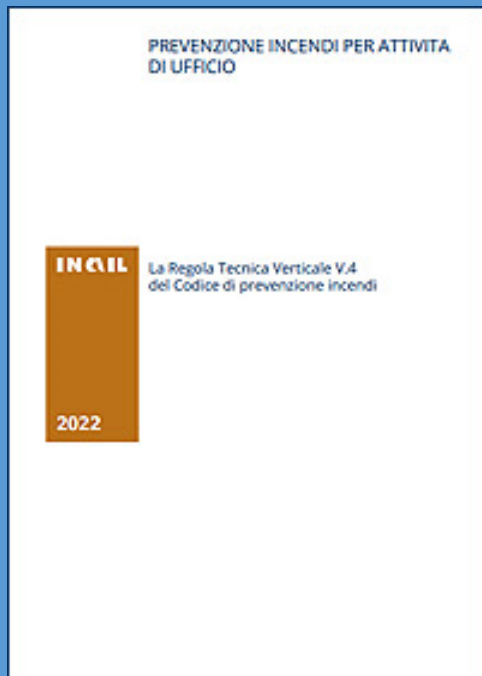 PREVENZIONE INCENDI PER ATTIVITA
DI UFFICIO
INAIL
La Regola Tecnica Verticale V.4
del Codice di prevenzione incendi
2022